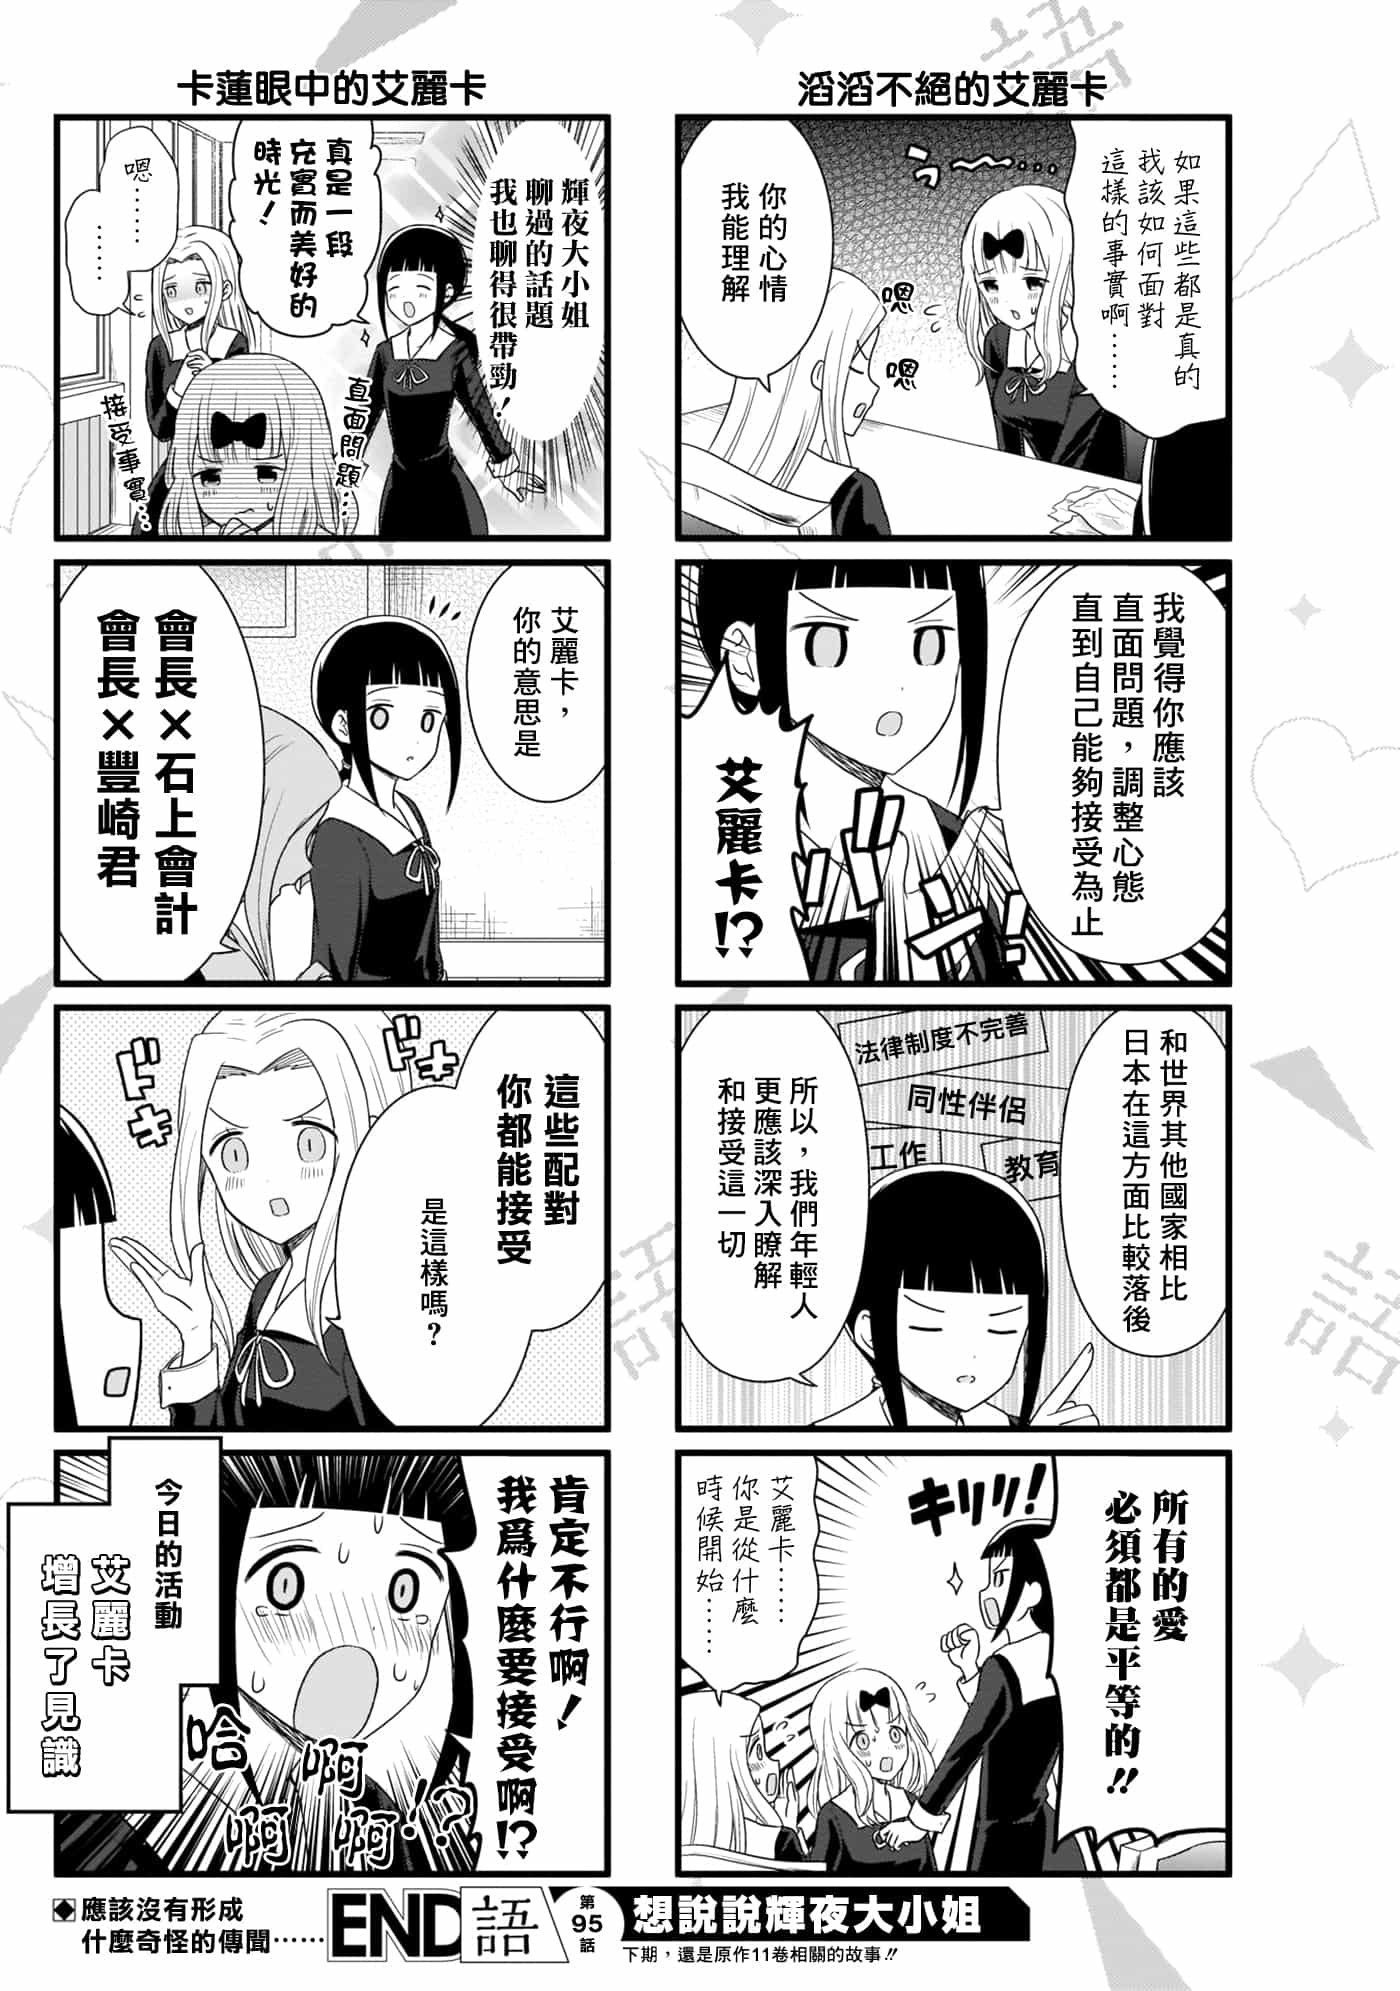 滔滔不絕的艾麗卡
如果這些都是真的
我該如何面對
這樣的事實啊……
う~…
嗯
嗯
你的心情
我能理解
我覺得你應該
直面問題，調整心態
直到自己能夠接受為止
艾麗卡!?
バン
バン
和世界其他國家相比
日本在這方面比較落後
法律制度不完善
同性伴侶
工作
教育
所以，我們年輕人
更應該深入瞭解
和接受這一切
所有的愛
必須都是平等的!!
キリッ!
艾麗卡……
你是從什麼
時候開始……
卡蓮眼中的艾麗卡
輝夜大小姐
聊過的話題
我也聊得很帶勁!
真是一段
充實而美好的
時光!
嗯……
……
直面問題…
接受事實…
艾麗卡，
你的意思是
會長×石上會計
會長×豐崎君
這些配對
你都能接受
是這樣嗎?
ドキ
ドキ
肯定不行啊!
我爲什麼要接受啊!?
哈
啊
啊
啊!?
今日的活動
艾麗卡
增長了見識
應該沒有形成
什麼奇怪的傳聞……
END
語
第95話
想說說輝夜大小姐
下期，還是原作11卷相關的故事!!
語
語
語
語